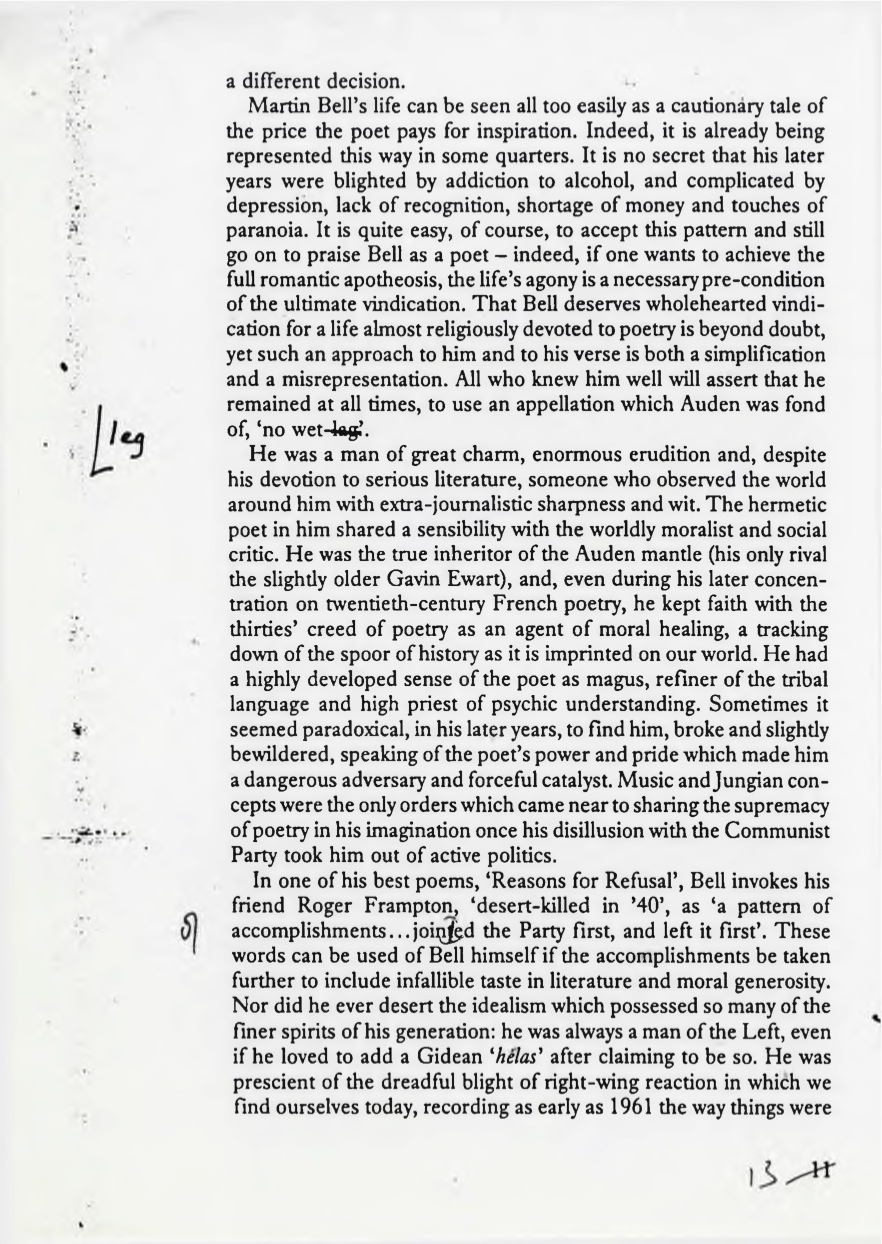 a different decision.
Martin Bell's life can be seen all too easily as a cautionary tale of
the price the poet pays for inspiration. Indeed, it is already being
represented this way in some quarters. It is no secret that his later
years were blighted by addiction to alcohol, and complicated by
depression, lack of recognition, shortage of money and touches of
paranoia. It is quite easy, of course, to accept this pattern and still
go on to praise Bell as a poet – indeed, if one wants to achieve the
full romantic apotheosis, the life's agony is a necessary pre-condition
of the ultimate vindication. That Bell deserves wholehearted vindi-
cation for a life almost religiously devoted to poetry is beyond doubt,
yet such an approach to him and to his verse is both a simplification
and a misrepresentation. All who knew him well will assert that he
remained at all times, to use an appellation which Auden was fond
leg
of, 'no wet-lag'.
He was a man of great charm, enormous erudition and, despite
his devotion to serious literature, someone who observed the world
around him with extra-journalistic sharpness and wit. The hermetic
poet in him shared a sensibility with the worldly moralist and social
critic. He was the true inheritor of the Auden mantle (his only rival
the slightly older Gavin Ewart), and, even during his later concen-
tration on twentieth-century French poetry, he kept faith with the
thirties' creed of poetry as an agent of moral healing, a tracking
down of the spoor of history as it is imprinted on our world. He had
a highly developed sense of the poet as magus, refiner of the tribal
language and high priest of psychic understanding. Sometimes it
seemed paradoxical, in his later years, to find him, broke and slightly
bewildered, speaking of the poet's power and pride which made him
a dangerous adversary and forceful catalyst. Music and Jungian con-
cepts were the only orders which came near to sharing the supremacy
of poetry in his imagination once his disillusion with the Communist
Party took him out of active politics.
In one of his best poems, 'Reasons for Refusal', Bell invokes his
friend Roger Frampton, 'desert-killed in '40', as 'a pattern of
accomplishments...jointed the Party first, and left it first'. These
words can be used of Bell himself if the accomplishments be taken
further to include infallible taste in literature and moral generosity.
Nor did he ever desert the idealism which possessed so many of the
finer spirits of his generation: he was always a man of the Left, even
if he loved to add a Gidean 'hélas' after claiming to be so. He was
prescient of the dreadful blight of right-wing reaction in which we
find ourselves today, recording as early as 1961 the way things were
13 11